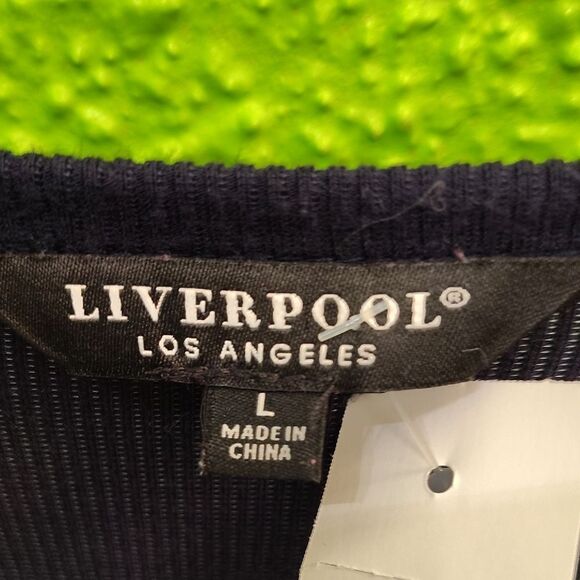 LIVERPOOL®
LOS ANGELES
L
MADE IN
CHINA